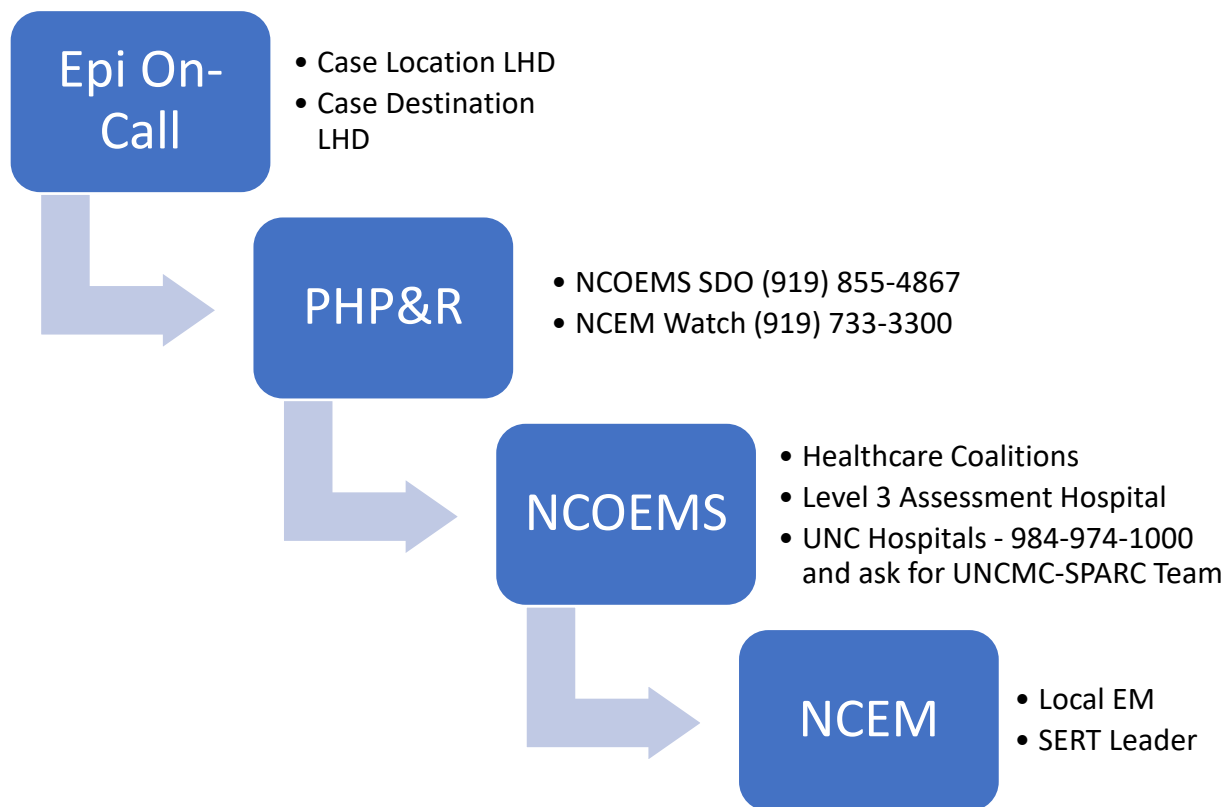 Epi On-
Call
• Case Location LHD
• Case Destination
LHD
PHP&R
• NCOEMS SDO (919) 855-4867
• NCEM Watch (919) 733-3300
NCOEMS
• Healthcare Coalitions
• Level 3 Assessment Hospital
• UNC Hospitals - 984-974-1000
and ask for UNCMC-SPARC Team
NCEM
• Local EM
• SERT Leader